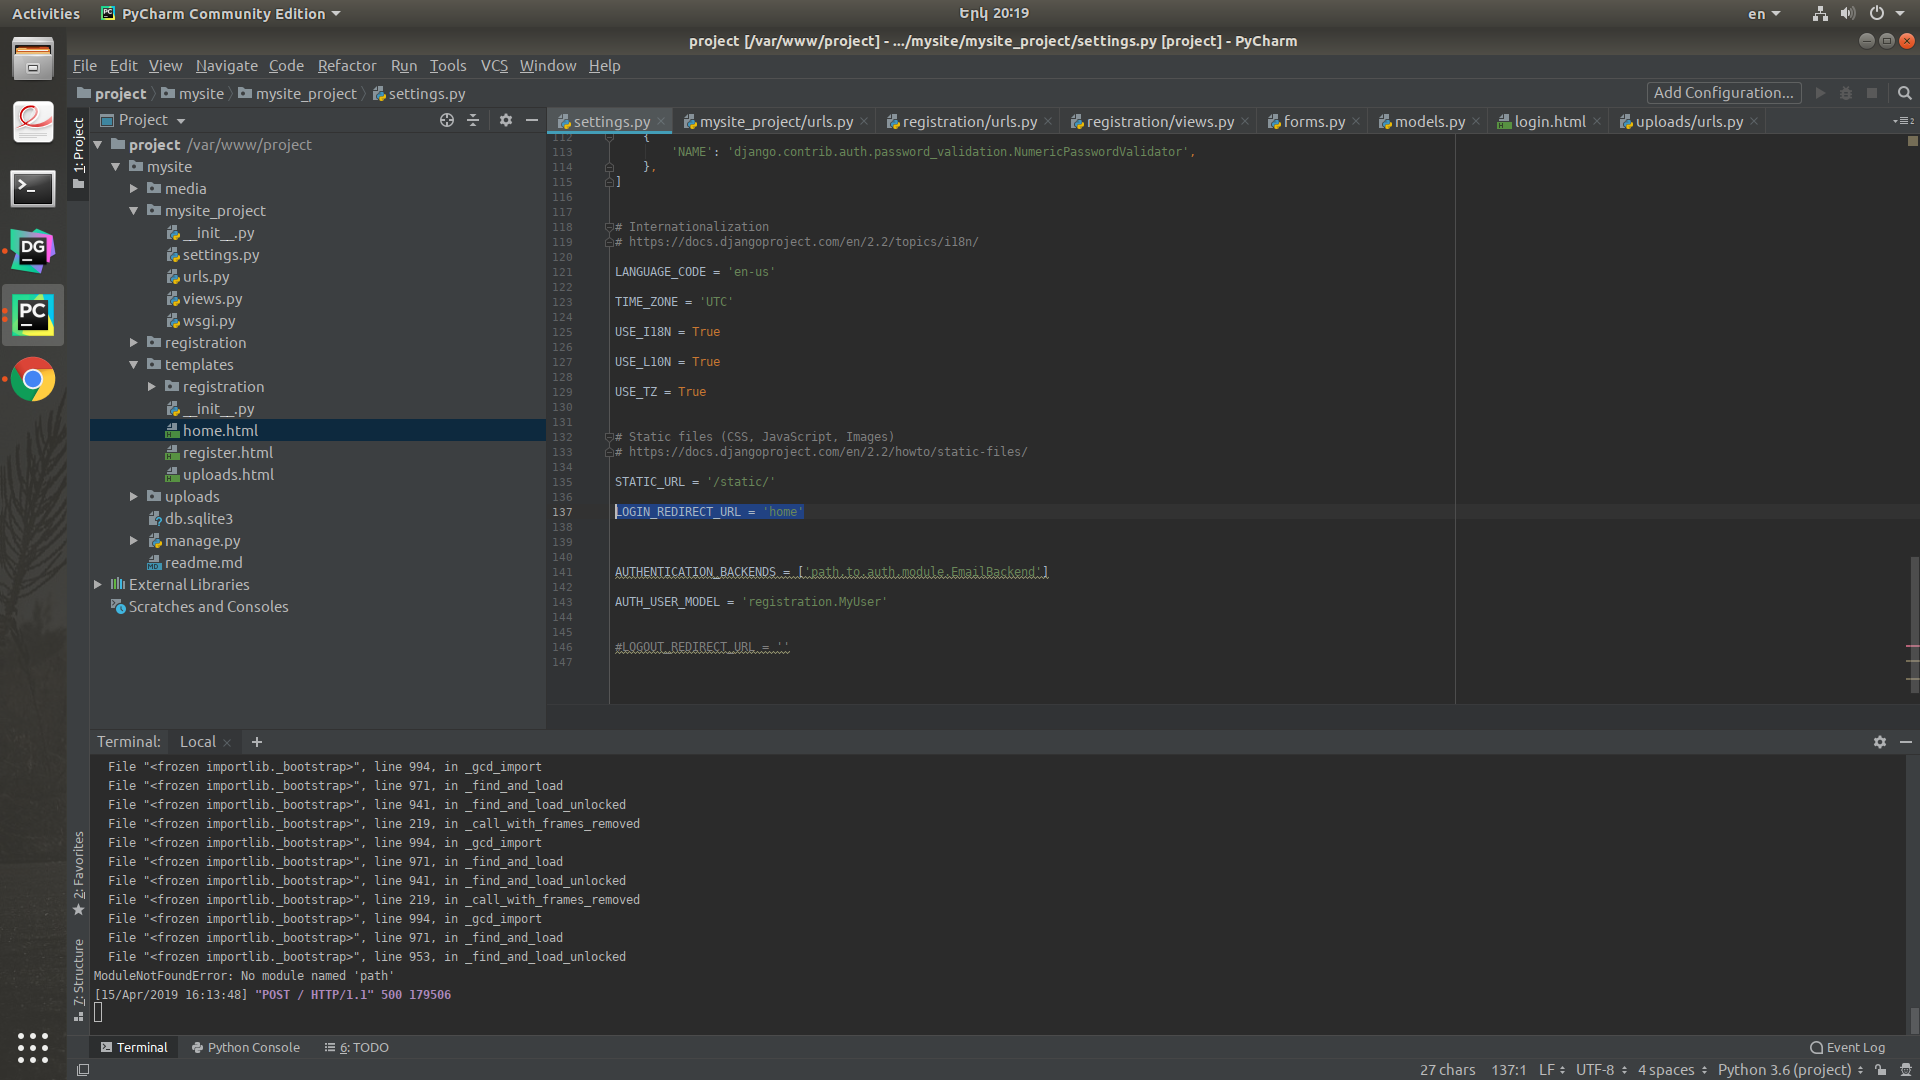 Activities
PyCharm Community Edition
Երկ 20:19
en
project [/var/www/project] - .../mysite/mysite_project/settings.py [project] - PyCharm
File Edit View Navigate Code Refactor Run Tools VCS Window Help
project mysite mysite_project settings.py
Add Configuration...
1: Project
Project
settings.py
mysite_project/urls.py
registration/urls.py
registration/views.py
forms.py
models.py
login.html
uploads/urls.py
2
project /var/www/project
mysite
media
mysite_project
__init__.py
settings.py
urls.py
views.py
wsgi.py
registration
templates
registration
__init__.py
home.html
register.html
uploads.html
uploads
db.sqlite3
manage.py
readme.md
External Libraries
Scratches and Consoles
112 {
113 'NAME': 'django.contrib.auth.password_validation.NumericPasswordValidator',
114 },
115 ]
116
117
118 # Internationalization
119 # https://docs.djangoproject.com/en/2.2/topics/i18n/
120
121 LANGUAGE_CODE = 'en-us'
122
123 TIME_ZONE = 'UTC'
124
125 USE_I18N = True
126
127 USE_L10N = True
128
129 USE_TZ = True
130
131
132 # Static files (CSS, JavaScript, Images)
133 # https://docs.djangoproject.com/en/2.2/howto/static-files/
134
135 STATIC_URL = '/static/'
136
137 LOGIN_REDIRECT_URL = 'home'
138
139
140
141 AUTHENTICATION_BACKENDS = ['path.to.auth.module.EmailBackend']
142
143 AUTH_USER_MODEL = 'registration.MyUser'
144
145
146 #LOGOUT_REDIRECT_URL = ''
147
Terminal: Local +
File "<frozen importlib._bootstrap>", line 994, in _gcd_import
File "<frozen importlib._bootstrap>", line 971, in _find_and_load
File "<frozen importlib._bootstrap>", line 941, in _find_and_load_unlocked
File "<frozen importlib._bootstrap>", line 219, in _call_with_frames_removed
File "<frozen importlib._bootstrap>", line 994, in _gcd_import
File "<frozen importlib._bootstrap>", line 971, in _find_and_load
File "<frozen importlib._bootstrap>", line 941, in _find_and_load_unlocked
File "<frozen importlib._bootstrap>", line 219, in _call_with_frames_removed
File "<frozen importlib._bootstrap>", line 994, in _gcd_import
File "<frozen importlib._bootstrap>", line 971, in _find_and_load
File "<frozen importlib._bootstrap>", line 953, in _find_and_load_unlocked
ModuleNotFoundError: No module named 'path'
[15/Apr/2019 16:13:48] "POST / HTTP/1.1" 500 179506
2: Favorites
7: Structure
DG
PC
Terminal
Python Console
6: TODO
Event Log
27 chars 137:1 LF UTF-8 4 spaces Python 3.6 (project)